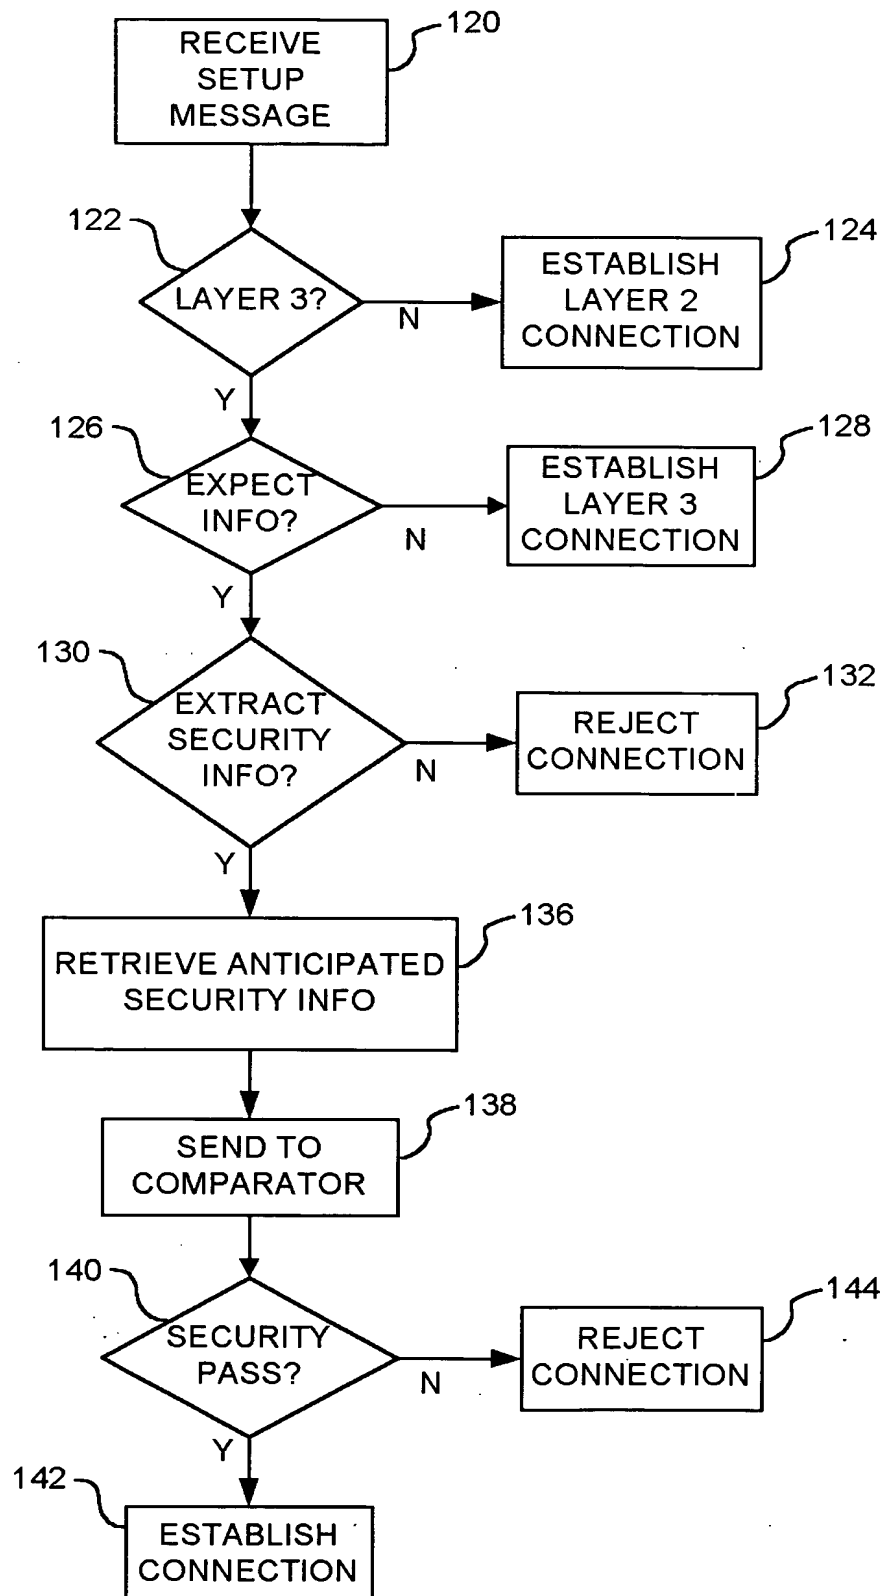 RECEIVE
SETUP
MESSAGE
120
122
LAYER 3?
N
Y
ESTABLISH
LAYER 2
CONNECTION
124
126
EXPECT
INFO?
N
Y
ESTABLISH
LAYER 3
CONNECTION
128
130
EXTRACT
SECURITY
INFO?
N
Y
REJECT
CONNECTION
132
RETRIEVE ANTICIPATED
SECURITY INFO
136
SEND TO
COMPARATOR
138
140
SECURITY
PASS?
N
Y
REJECT
CONNECTION
144
142
ESTABLISH
CONNECTION